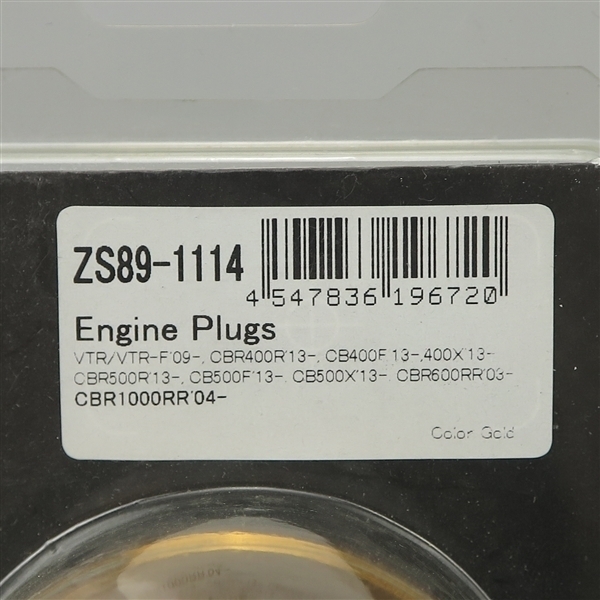 ZS89-1114
4 547836 196720
Engine Plugs
VTR/VTR-F'09-, CBR400R'13-, CB400F'13-,400X'13-
CBR500R'13-, CB500F'13-, CB500X'13-, CBR600RR'03-
CBR1000RR'04-
Color Gold